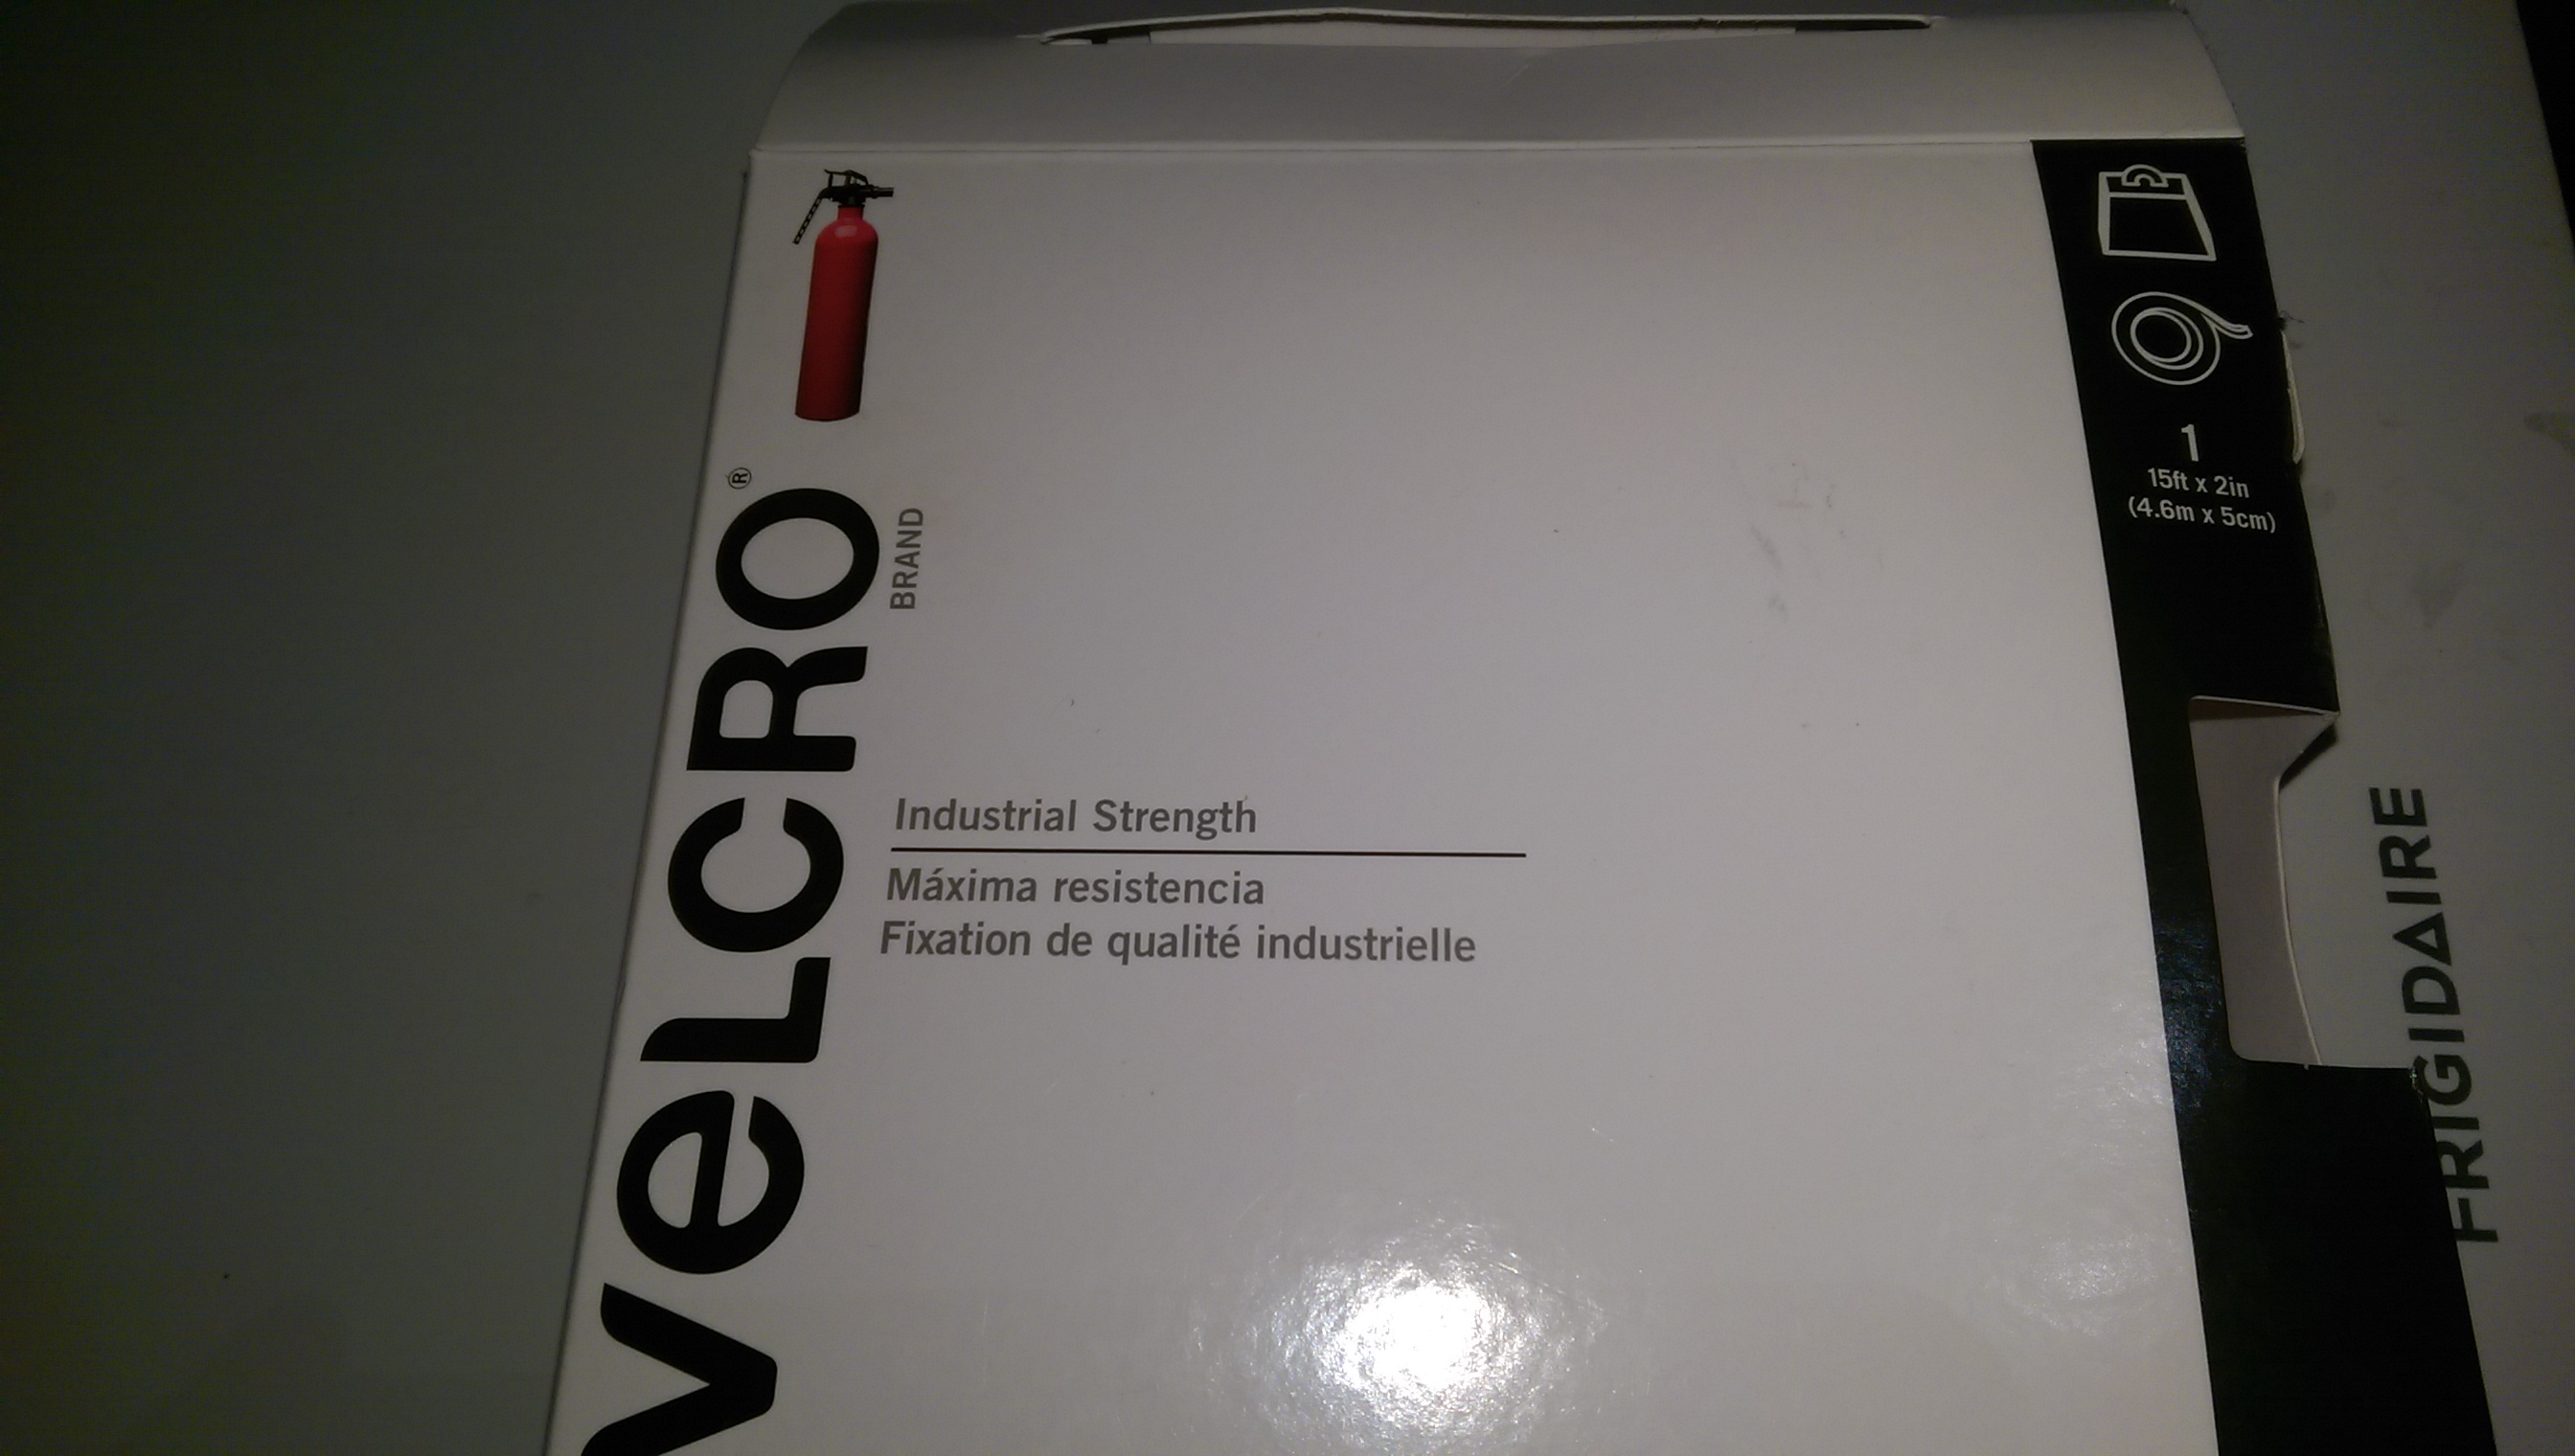 VELCRO®
BRAND
Industrial Strength
Máxima resistencia
Fixation de qualité industrielle
1
15ft x 2in
(4.6m x 5cm)
FRIGIDAIRE